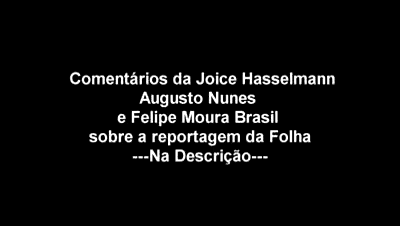 Comentários da Joice Hasselmann
Augusto Nunes
e Felipe Moura Brasil
sobre a reportagem da Folha
---Na Descrição---